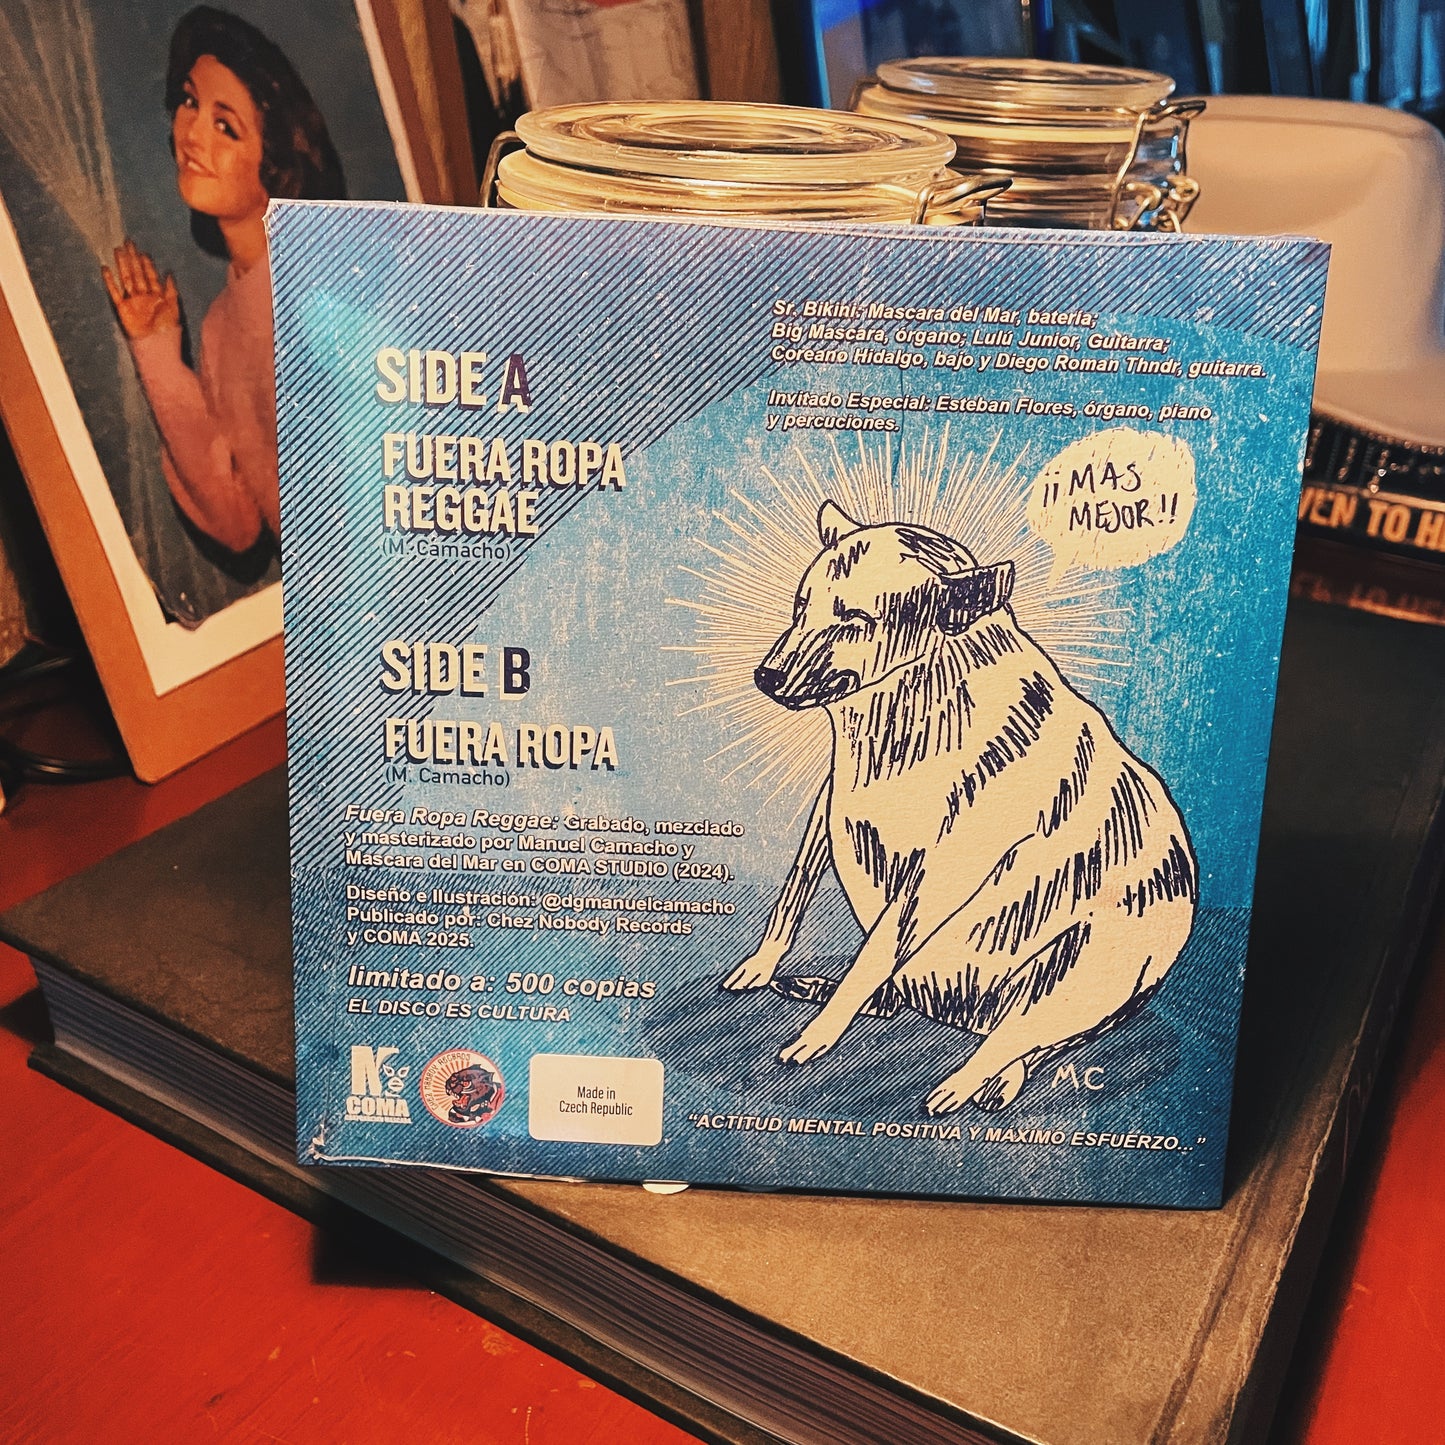 SIDE A
FUERA ROPA
REGGAE
(M. Camacho)
SIDE B
FUERA ROPA
(M. Camacho)
Fuera Ropa Reggae: Grabado, mezclado
y masterizado por Manuel Camacho y
Mascara del Mar en COMA STUDIO (2024).
Diseño e Ilustración: @dgmanuelcamacho
Publicado por: Chez Nobody Records
y COMA 2025.
limitado a: 500 copias
EL DISCO ES CULTURA
COMA
Made in
Czech Republic
Sr. Bikini: Mascara del Mar, bateria;
Big Mascara, órgano; Lulú Junior, Guitarra;
Coreano Hidalgo, bajo y Diego Roman Thndr, guitarra.
Invitado Especial: Esteban Flores, órgano, piano
y percuciones.
¡¡MAS
MEJOR!!
MC
"ACTITUD MENTAL POSITIVA Y MAXIMO ESFUERZO..."
TO